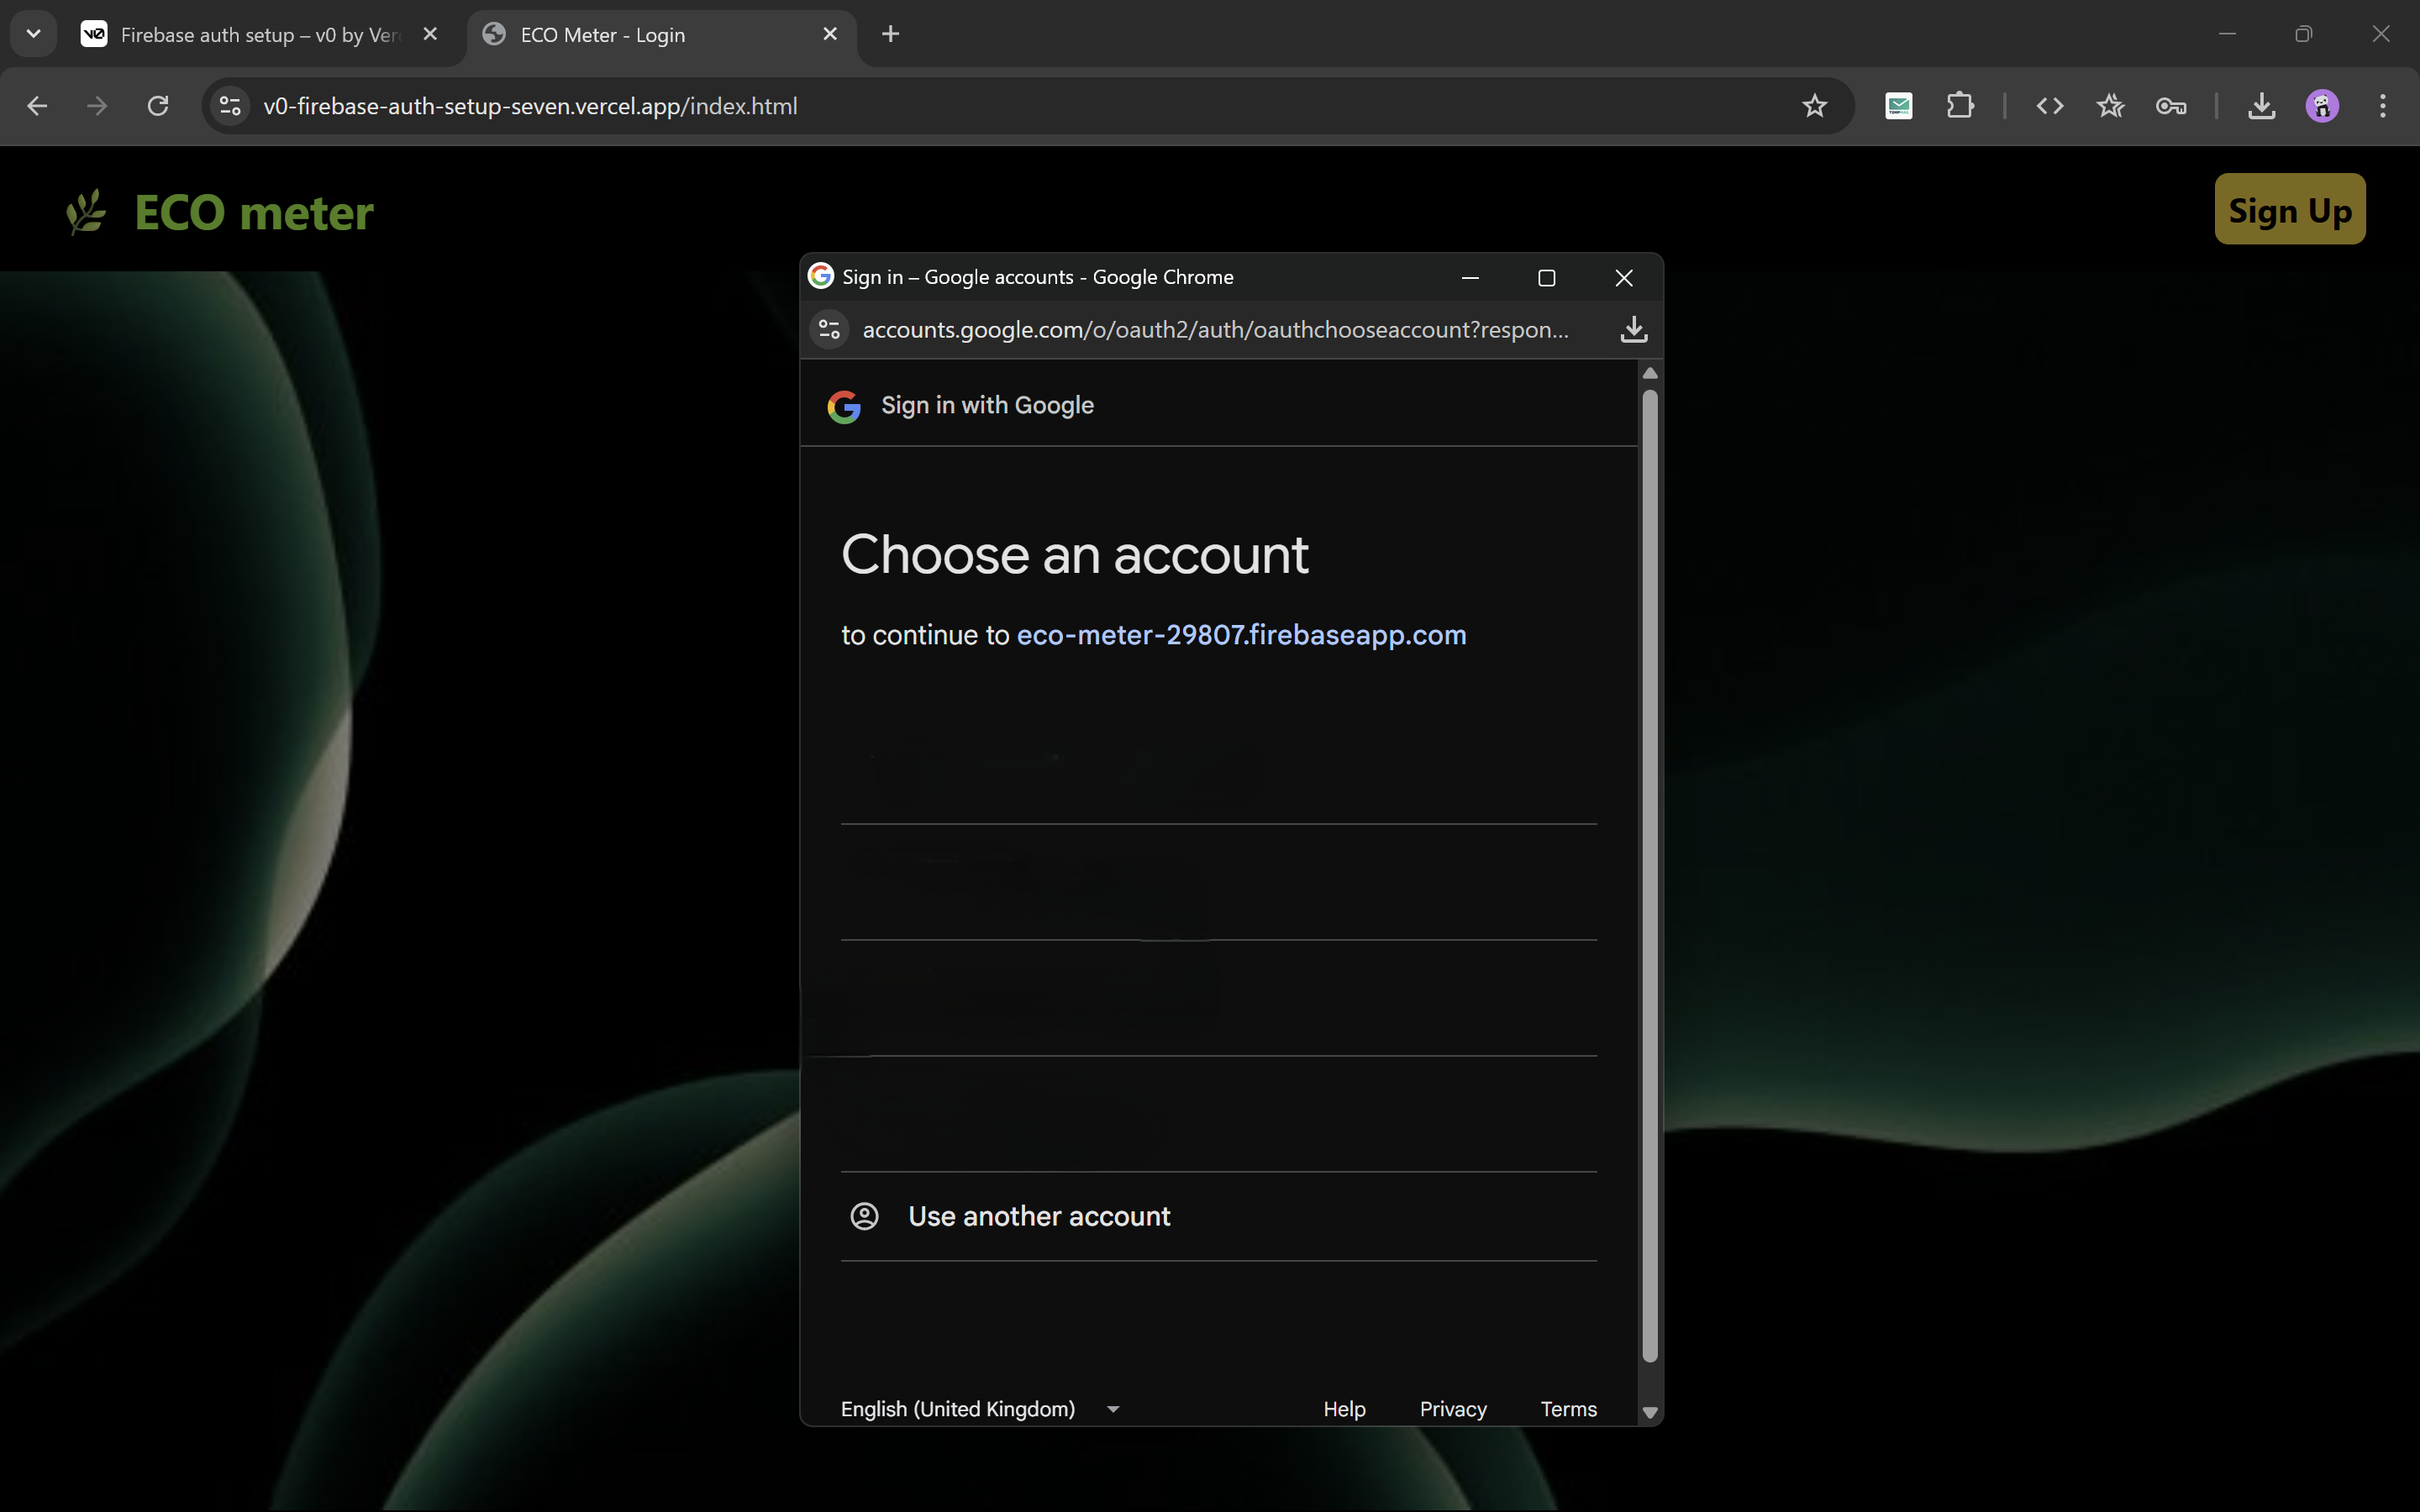 Firebase auth setup – v0 by Ver
ECO Meter - Login
v0-firebase-auth-setup-seven.vercel.app/index.html
ECO meter
Sign Up
Sign in – Google accounts - Google Chrome
accounts.google.com/o/oauth2/auth/oauthchooseaccount?respon...
Sign in with Google
Choose an account
to continue to eco-meter-29807.firebaseapp.com
Use another account
English (United Kingdom)
Help
Privacy
Terms